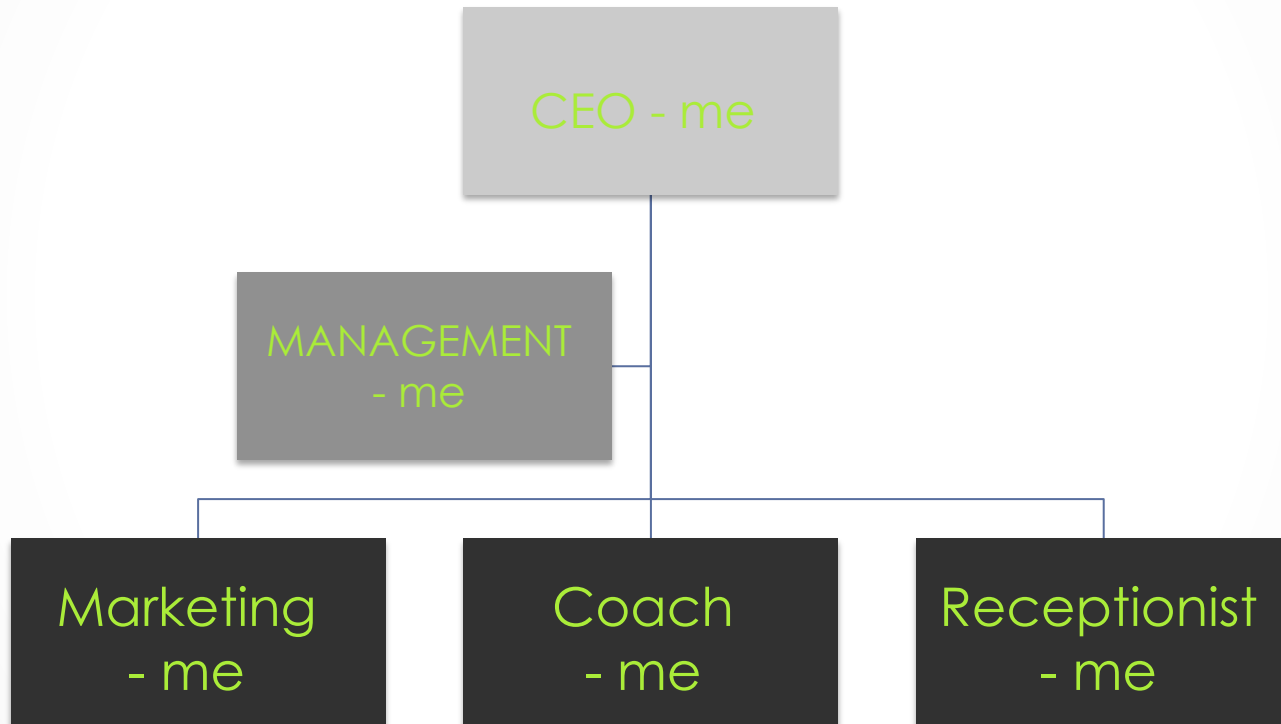 CEO - me
MANAGEMENT
- me
Marketing
- me
Coach
- me
Receptionist
- me